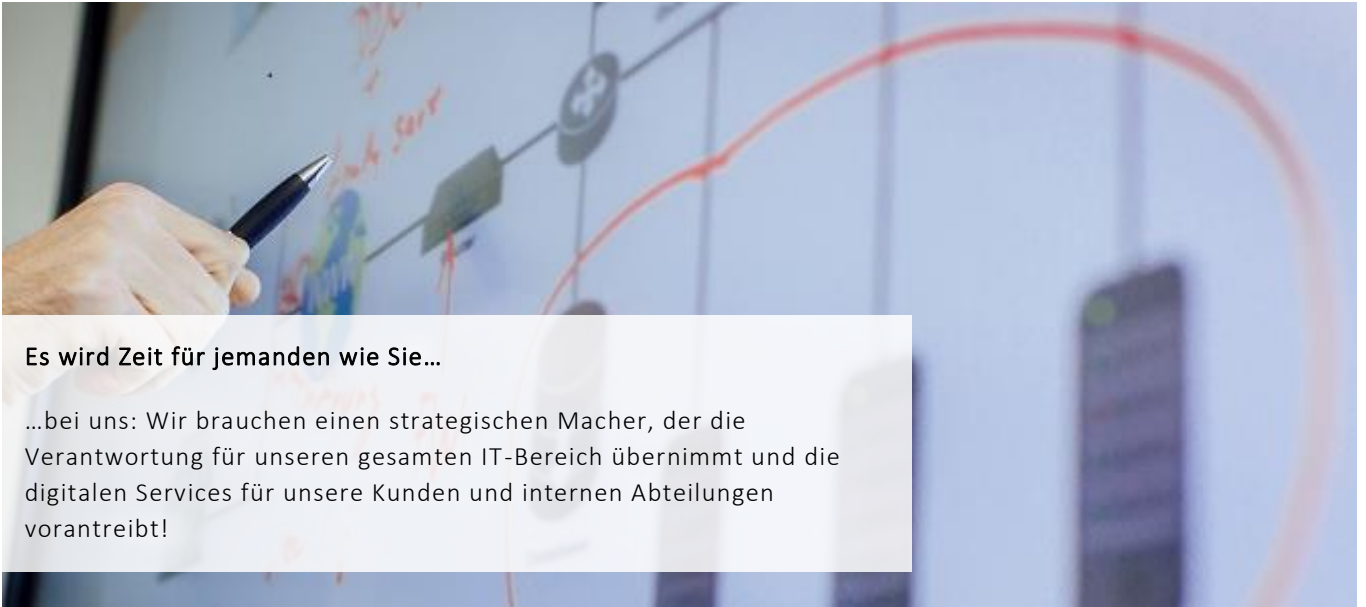 Es wird Zeit für jemanden wie Sie…
…bei uns: Wir brauchen einen strategischen Macher, der die
Verantwortung für unseren gesamten IT-Bereich übernimmt und die
digitalen Services für unsere Kunden und internen Abteilungen
vorantreibt!